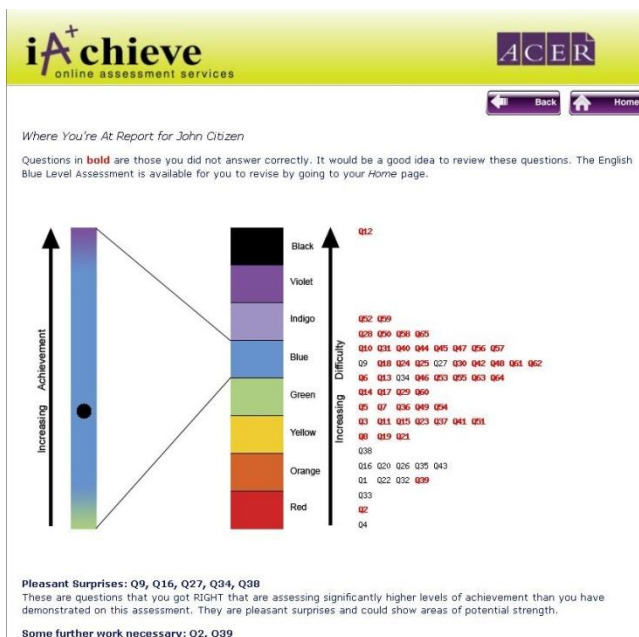 iA+chieve
online assessment services
ACER
Back
Home
Where You're At Report for John Citizen
Questions in bold are those you did not answer correctly. It would be a good idea to review these questions. The English
Blue Level Assessment is available for you to revise by going to your Home page.
Increasing Achievement
Black
Violet
Indigo
Blue
Green
Yellow
Orange
Red
Increasing Difficulty
Q12
Q52 Q59
Q28 Q50 Q58 Q65
Q10 Q31 Q40 Q44 Q45 Q47 Q56 Q57
Q9 Q18 Q24 Q25 Q27 Q30 Q42 Q48 Q61 Q62
Q6 Q13 Q34 Q46 Q53 Q55 Q63 Q64
Q14 Q17 Q29 Q60
Q5 Q7 Q36 Q49 Q54
Q3 Q11 Q15 Q23 Q37 Q41 Q51
Q8 Q19 Q21
Q38
Q16 Q20 Q26 Q35 Q43
Q1 Q22 Q32 Q39
Q33
Q2
Q4
Pleasant Surprises: Q9, Q16, Q27, Q34, Q38
These are questions that you got RIGHT that are assessing significantly higher levels of achievement than you have
demonstrated on this assessment. They are pleasant surprises and could show areas of potential strength.
Some further work necessary: Q2, Q39